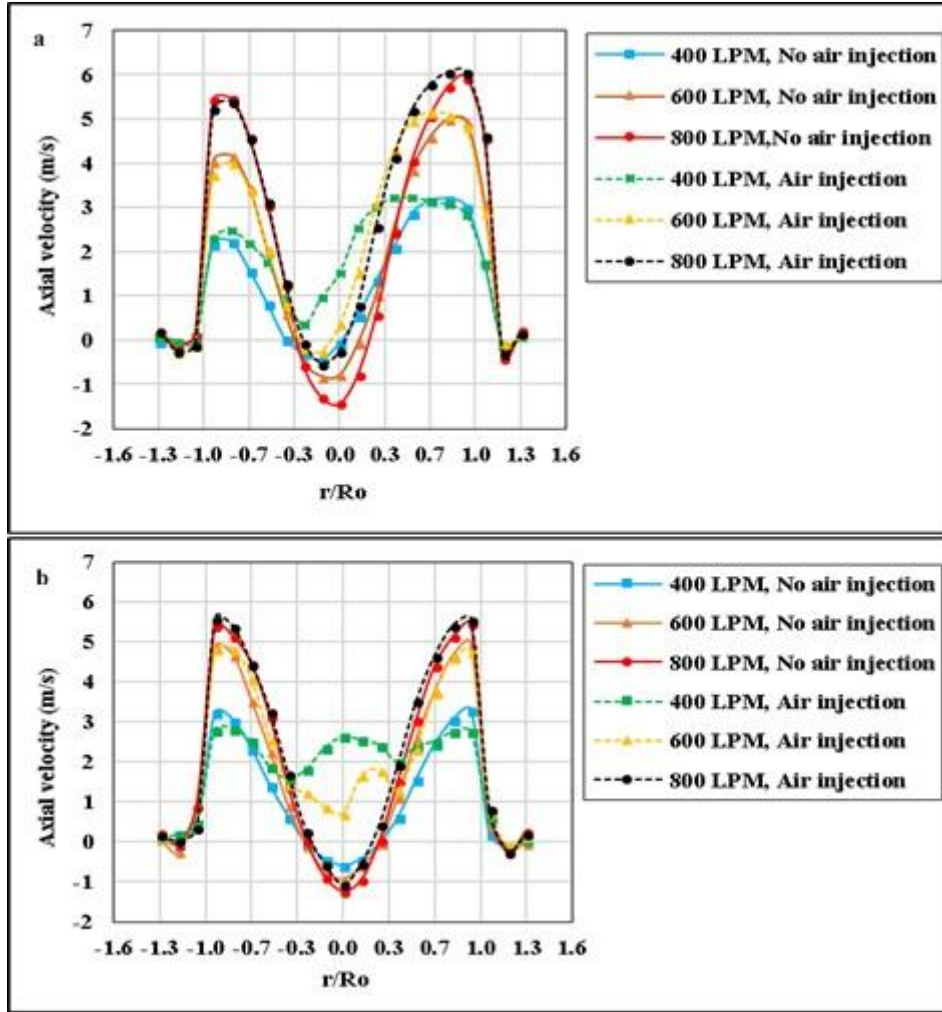 a
7
6
5
4
3
2
1
0
-1
-2
Axial velocity (m/s)
-1.6 -1.3 -1.0 -0.7 -0.3 0.0 0.3 0.7 1.0 1.3 1.6
r/Ro
400 LPM, No air injection
600 LPM, No air injection
800 LPM,No air injection
400 LPM, Air injection
600 LPM, Air injection
800 LPM, Air injection
b
7
6
5
4
3
2
1
0
-1
-2
Axial velocity (m/s)
-1.6 -1.3 -1.0 -0.7 -0.3 0.0 0.3 0.7 1.0 1.3 1.6
r/Ro
400 LPM, No air injection
600 LPM, No air injection
800 LPM, No air injection
400 LPM, Air injection
600 LPM, Air injection
800 LPM, Air injection